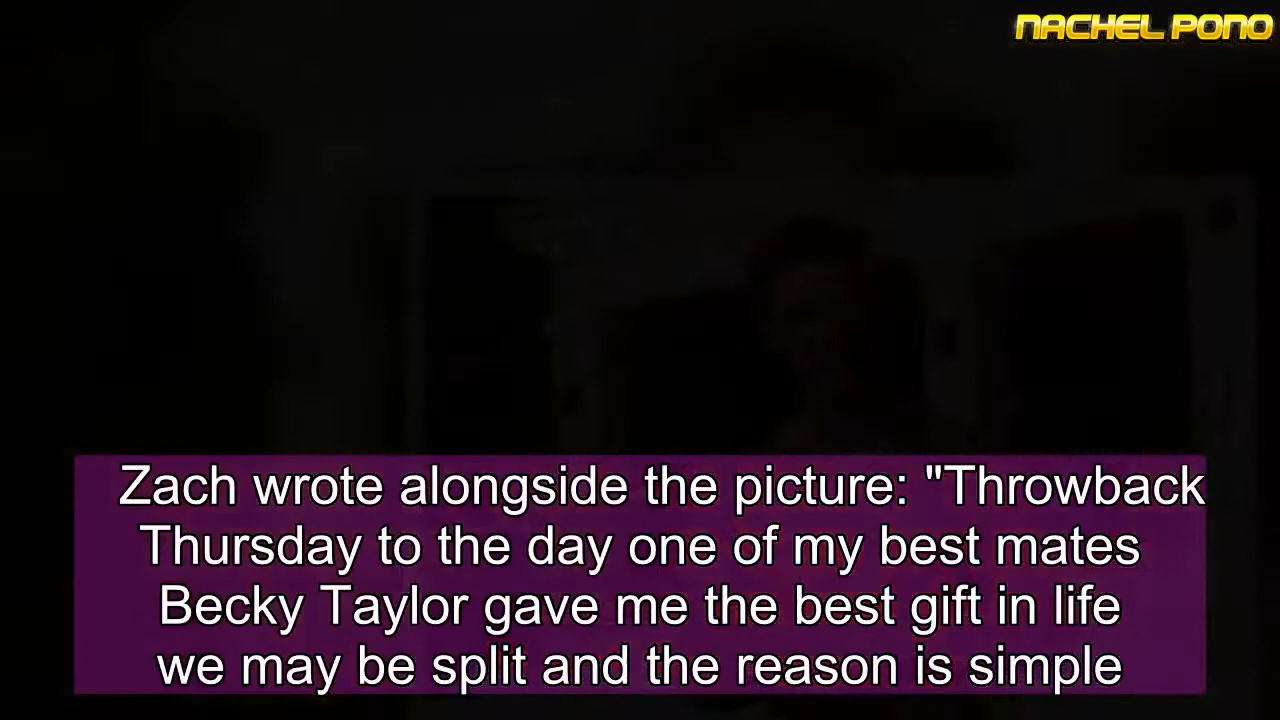 NACHEL PONO
Zach wrote alongside the picture: "Throwback
Thursday to the day one of my best mates
Becky Taylor gave me the best gift in life
we may be split and the reason is simple